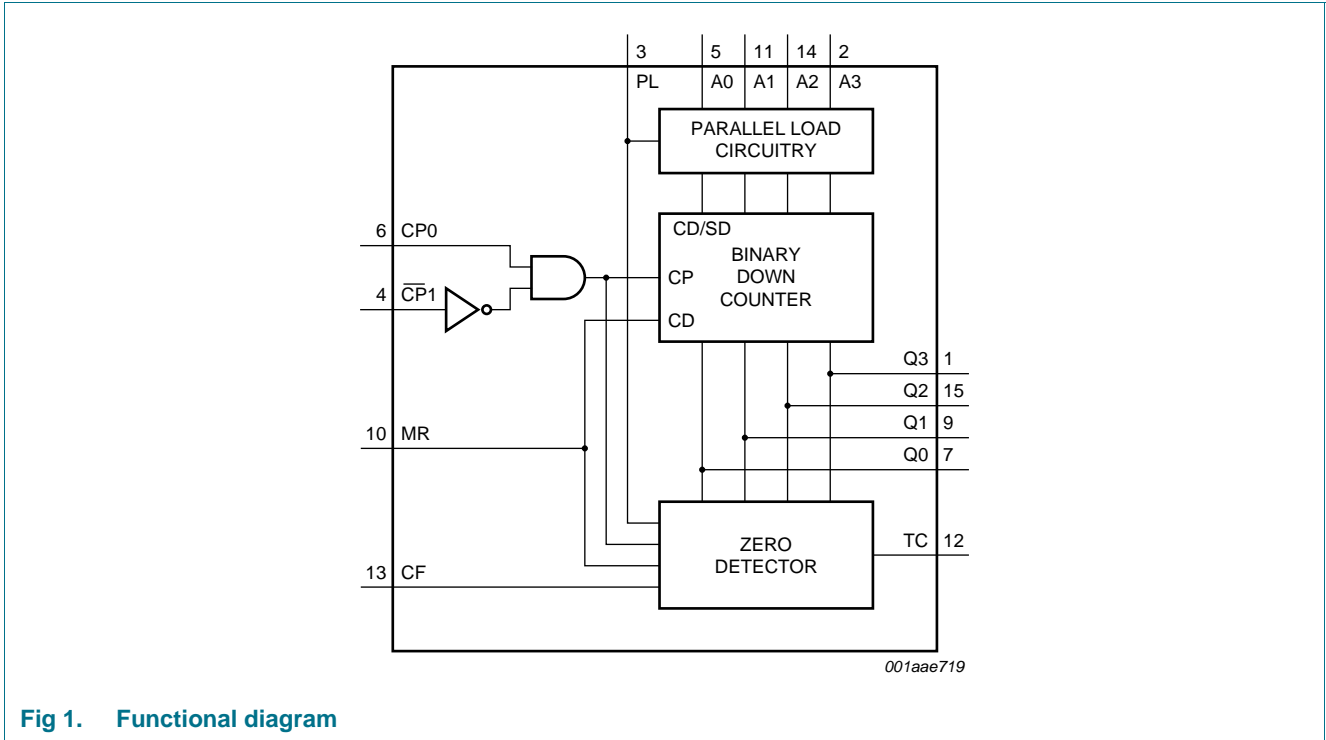 3 5 11 14 2
PL A0 A1 A2 A3
PARALLEL LOAD
CIRCUITRY
6 CP0
4 C̅P̅1
CD/SD
BINARY
DOWN
COUNTER
CP
CD
Q3 1
Q2 15
Q1 9
Q0 7
10 MR
ZERO
DETECTOR
TC 12
13 CF
001aae719
Fig 1. Functional diagram